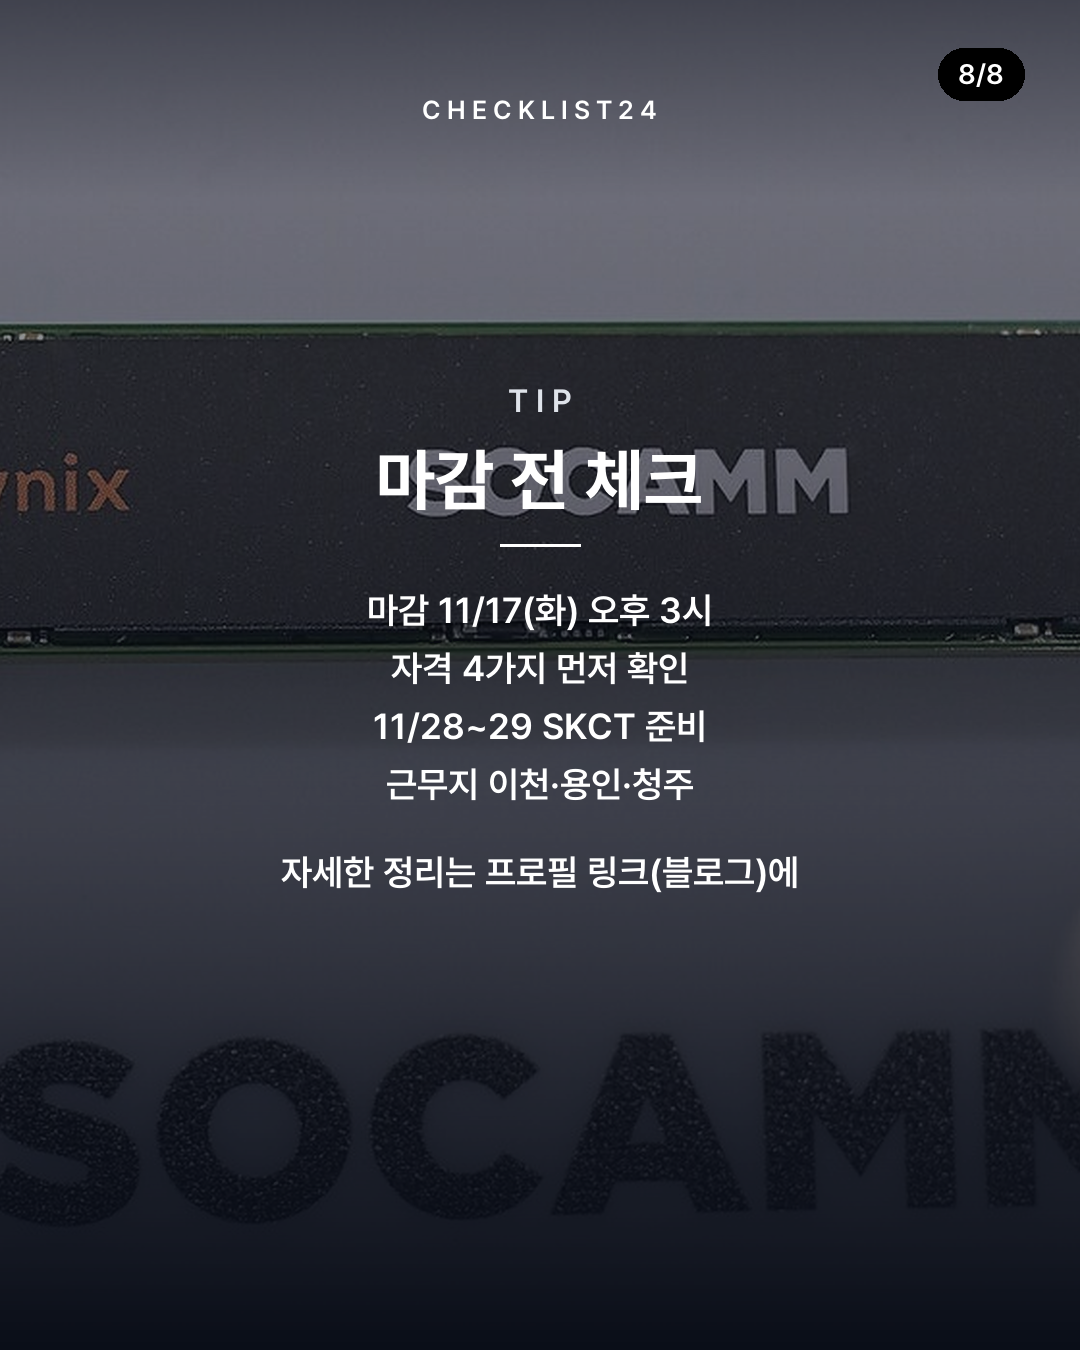 8/8
CHECKLIST24
TIP
마감 전 체크
ynix SOCAMM
마감 11/17(화) 오후 3시
자격 4가지 먼저 확인
11/28~29 SKCT 준비
근무지 이천·용인·청주
자세한 정리는 프로필 링크(블로그)에
SOCAMM